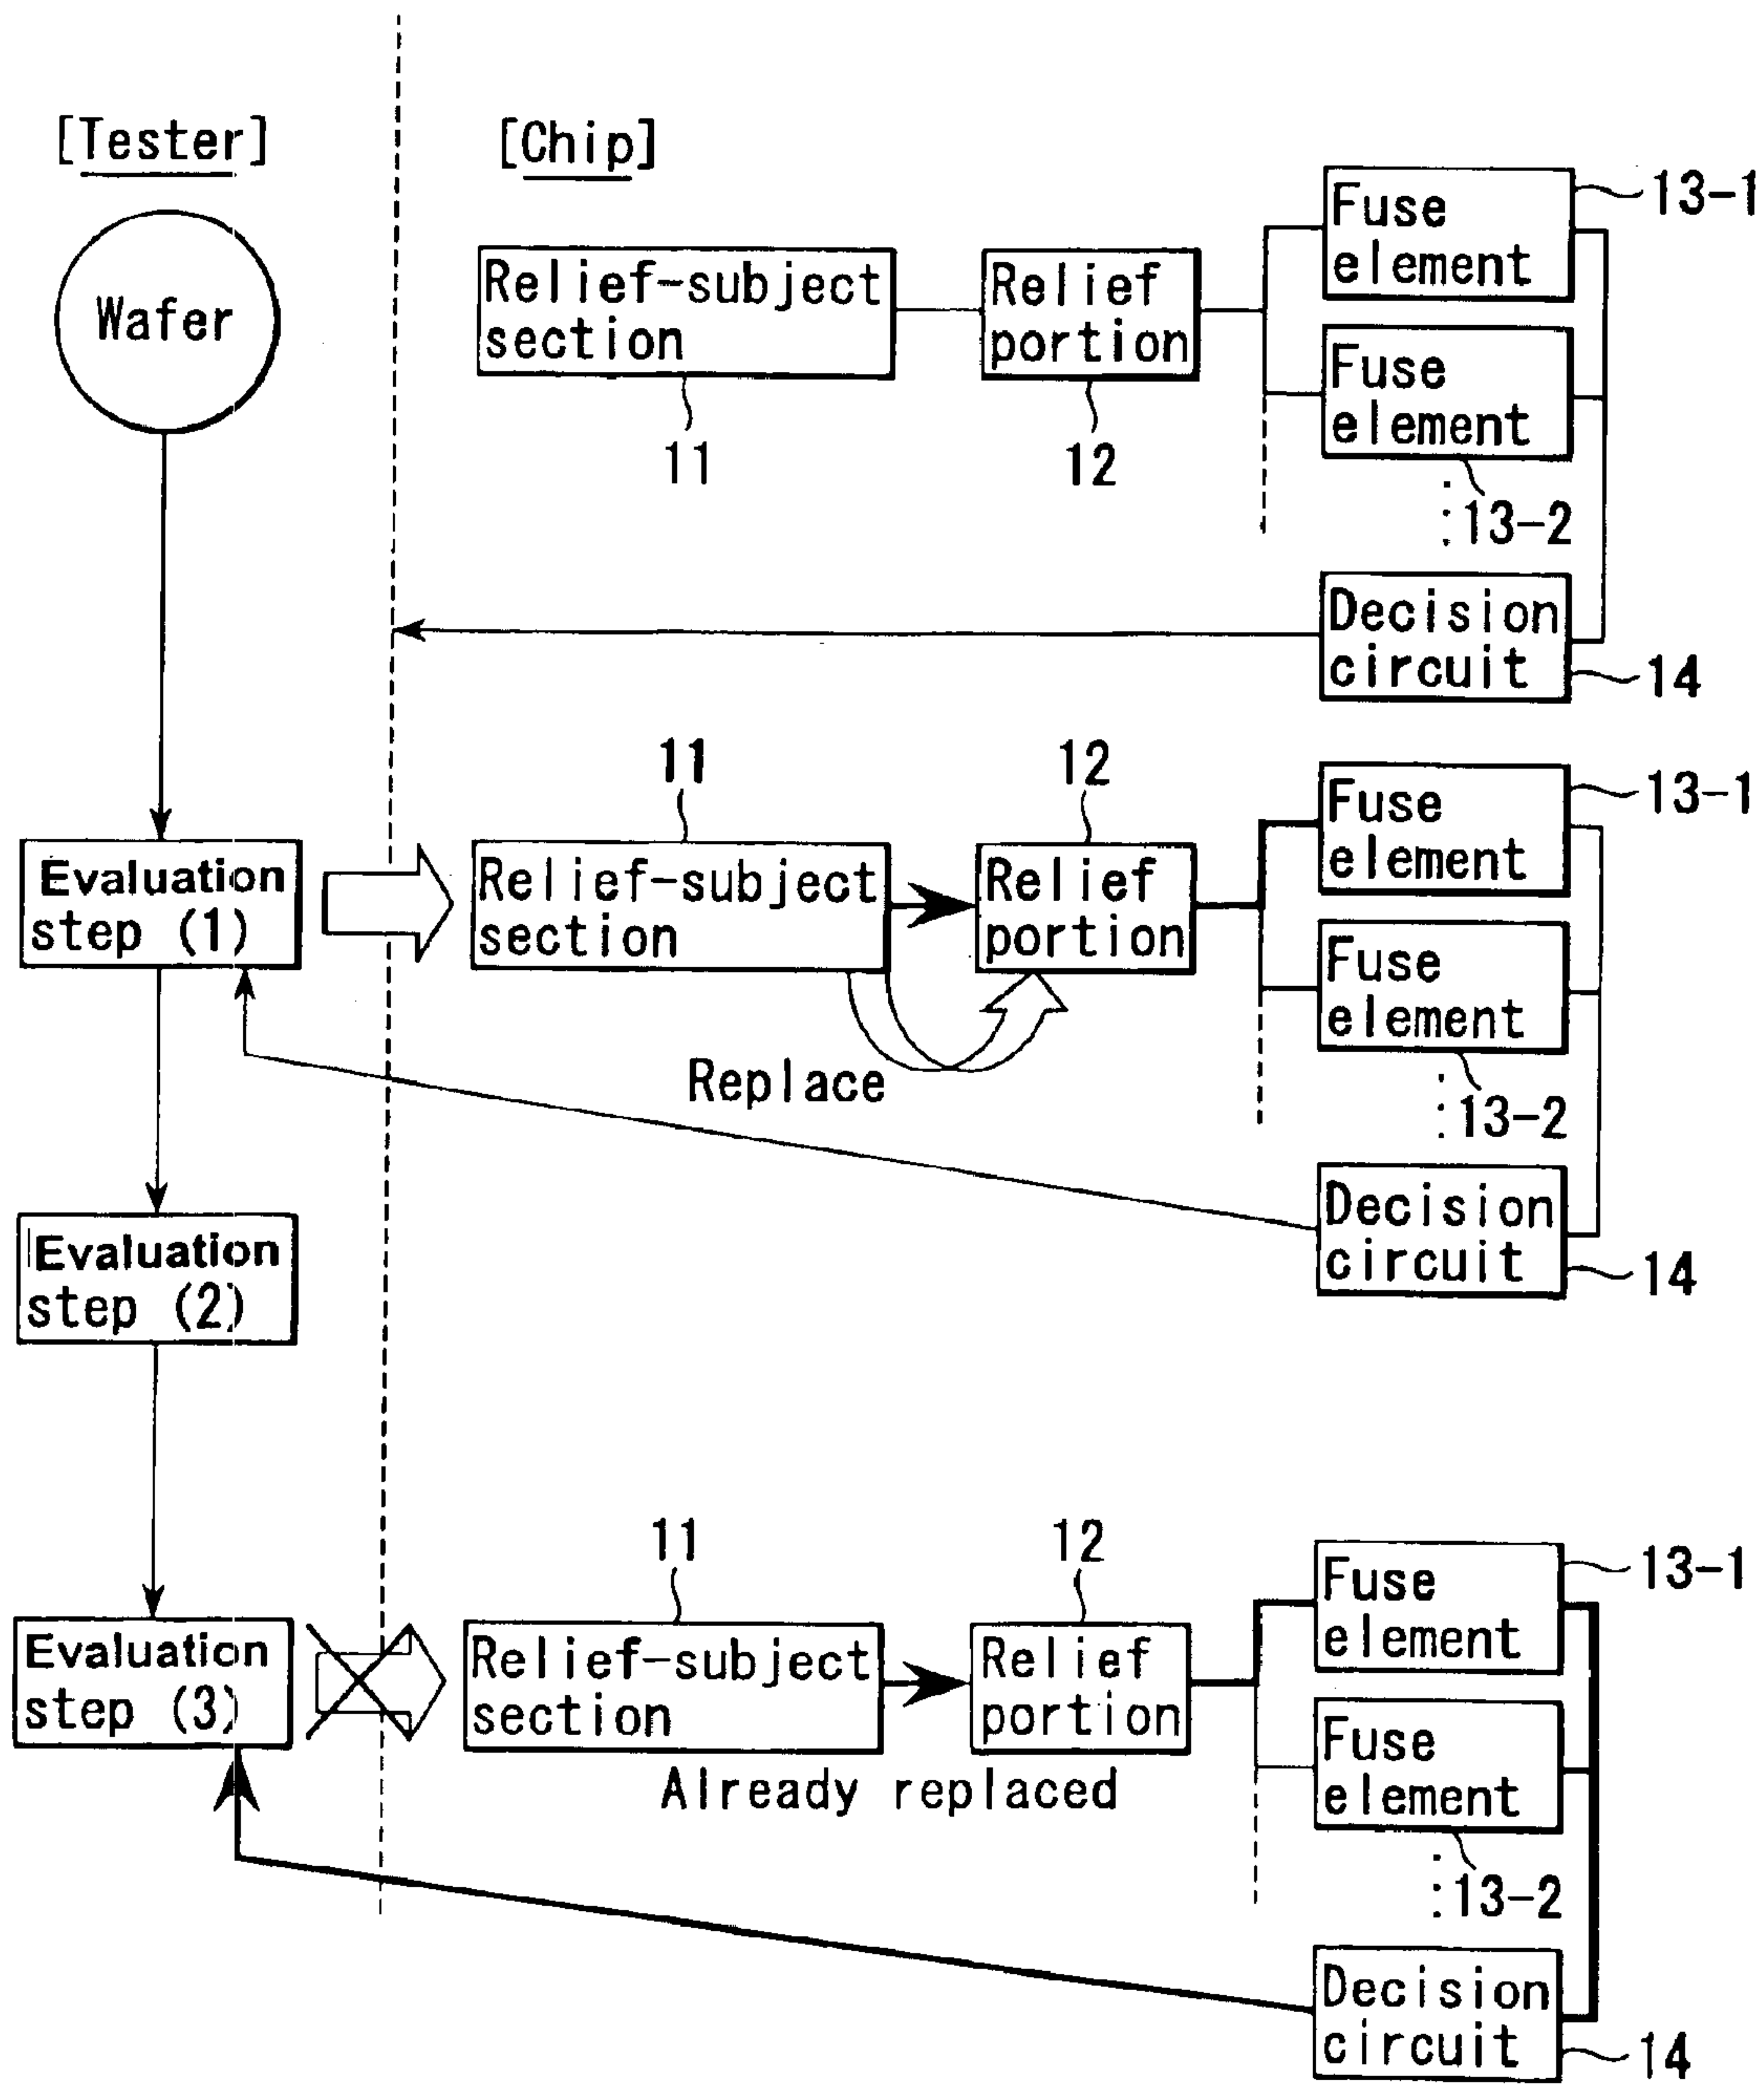 [Tester]
[Chip]
Wafer
Relief-subject
section
11
Relief
portion
12
Fuse
element
13-1
Fuse
element
13-2
Decision
circuit
14
Evaluation
step (1)
Relief-subject
section
11
Relief
portion
12
Replace
Fuse
element
13-1
Fuse
element
13-2
Decision
circuit
14
Evaluation
step (2)
Evaluation
step (3)
Relief-subject
section
11
Relief
portion
12
Already replaced
Fuse
element
13-1
Fuse
element
13-2
Decision
circuit
14